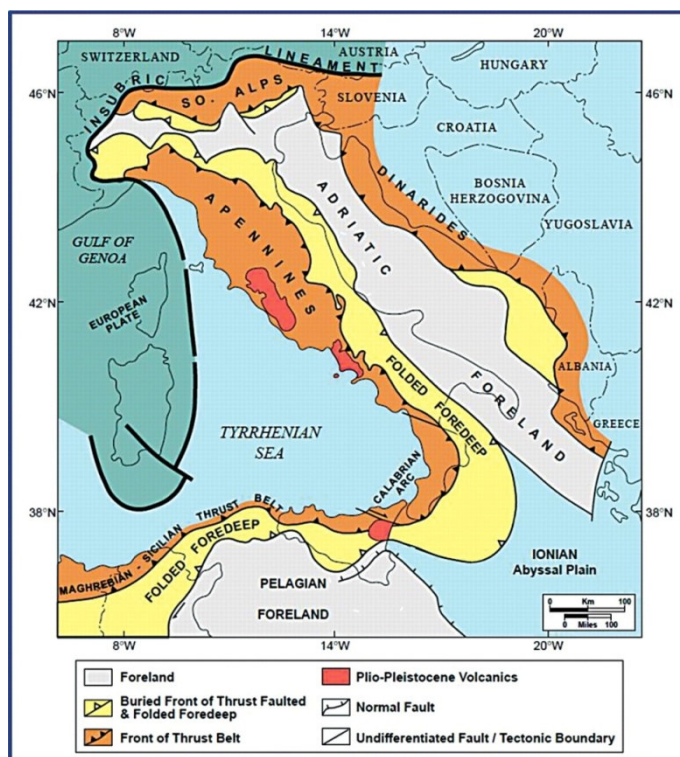 8°W
14°W
20°W
SWITZERLAND
AUSTRIA
HUNGARY
INSUBRIC
LINEAMENT
46°N
46°N
SO. ALPS
SLOVENIA
CROATIA
BOSNIA
HERZOGOVINA
YUGOSLAVIA
DINARIDES
ADRIATIC
FORELAND
APENNINES
GULF OF
GENOA
EUROPEAN
PLATE
42°N
42°N
ALBANIA
GREECE
FOLDED FOREDEEP
TYRRHENIAN
SEA
CALABRIAN
ARC
38°N
38°N
MAGHREBIAN - SICILIAN THRUST BELT
FOLDED FOREDEEP
PELAGIAN
FORELAND
IONIAN
Abyssal Plain
0 Km 100
0 Miles 100
8°W
14°W
20°W
Foreland
Buried Front of Thrust Faulted
& Folded Foredeep
Front of Thrust Belt
Plio-Pleistocene Volcanics
Normal Fault
Undifferentiated Fault / Tectonic Boundary